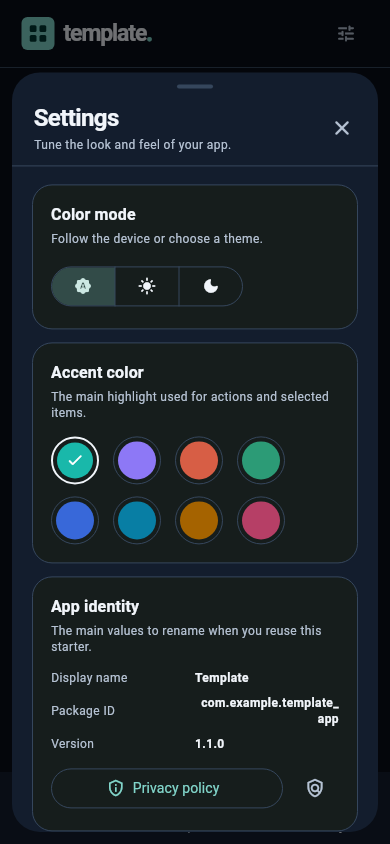 template.
Settings
Tune the look and feel of your app.
Color mode
Follow the device or choose a theme.
A
Accent color
The main highlight used for actions and selected
items.
App identity
The main values to rename when you reuse this
starter.
Display name Template
Package ID com.example.template_
app
Version 1.1.0
Privacy policy